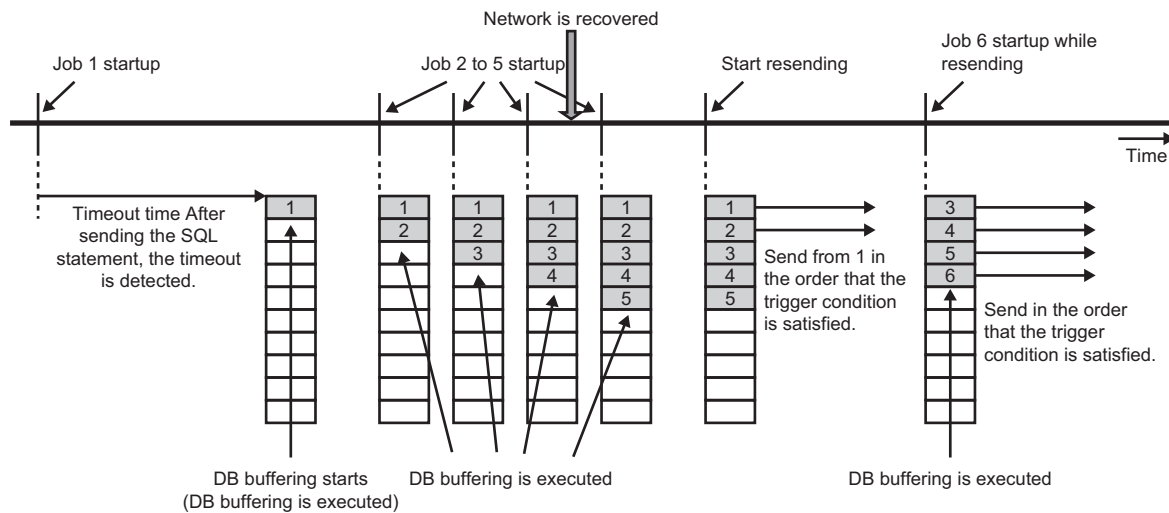 Network is recovered
Job 1 startup
Job 2 to 5 startup
Start resending
Job 6 startup while
resending
Time
Timeout time After
sending the SQL
statement, the timeout
is detected.
1
1
2
1
2
3
1
2
3
4
1
2
3
4
5
1
2
3
4
5
Send from 1 in
the order that the
trigger condition
is satisfied.
3
4
5
6
Send in the order
that the trigger
condition is satisfied.
DB buffering starts
(DB buffering is executed)
DB buffering is executed
DB buffering is executed